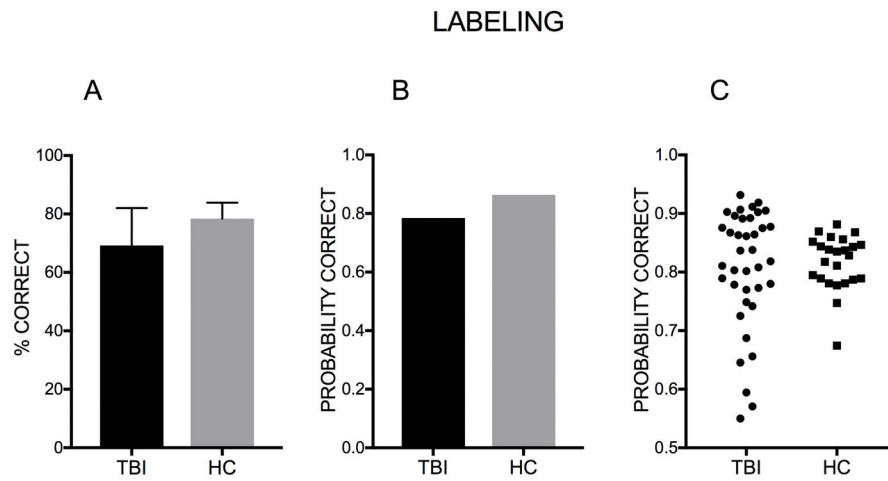 LABELING
A
B
C
% CORRECT
100
80
60
40
20
0
TBI
HC
PROBABILITY CORRECT
1.0
0.8
0.6
0.4
0.2
0.0
TBI
HC
PROBABILITY CORRECT
1.0
0.9
0.8
0.7
0.6
0.5
TBI
HC